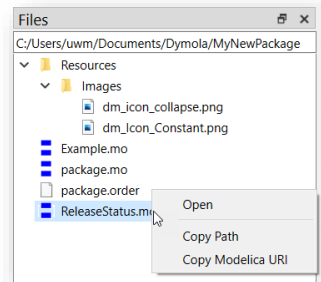 Files
C:/Users/uwm/Documents/Dymola/MyNewPackage
Resources
Images
dm_icon_collapse.png
dm_Icon_Constant.png
Example.mo
package.mo
package.order
ReleaseStatus.mo
Open
Copy Path
Copy Modelica URI